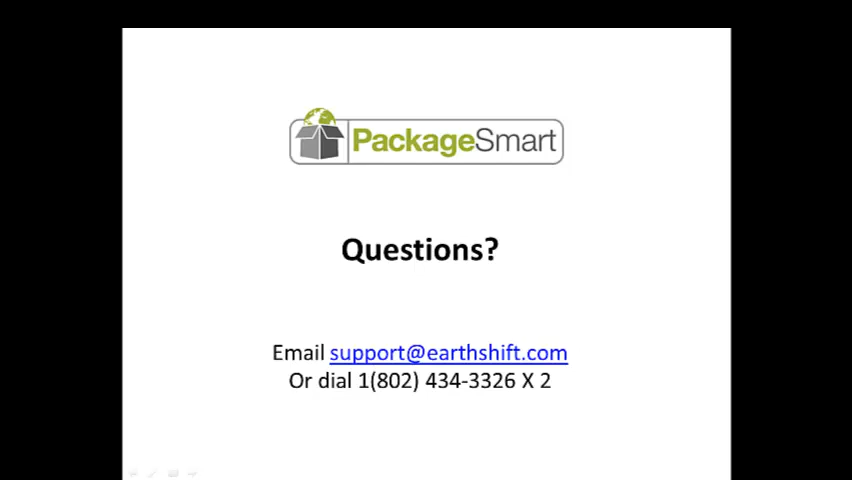 PackageSmart
Questions?
Email support@earthshift.com
Or dial 1(802) 434-3326 X 2